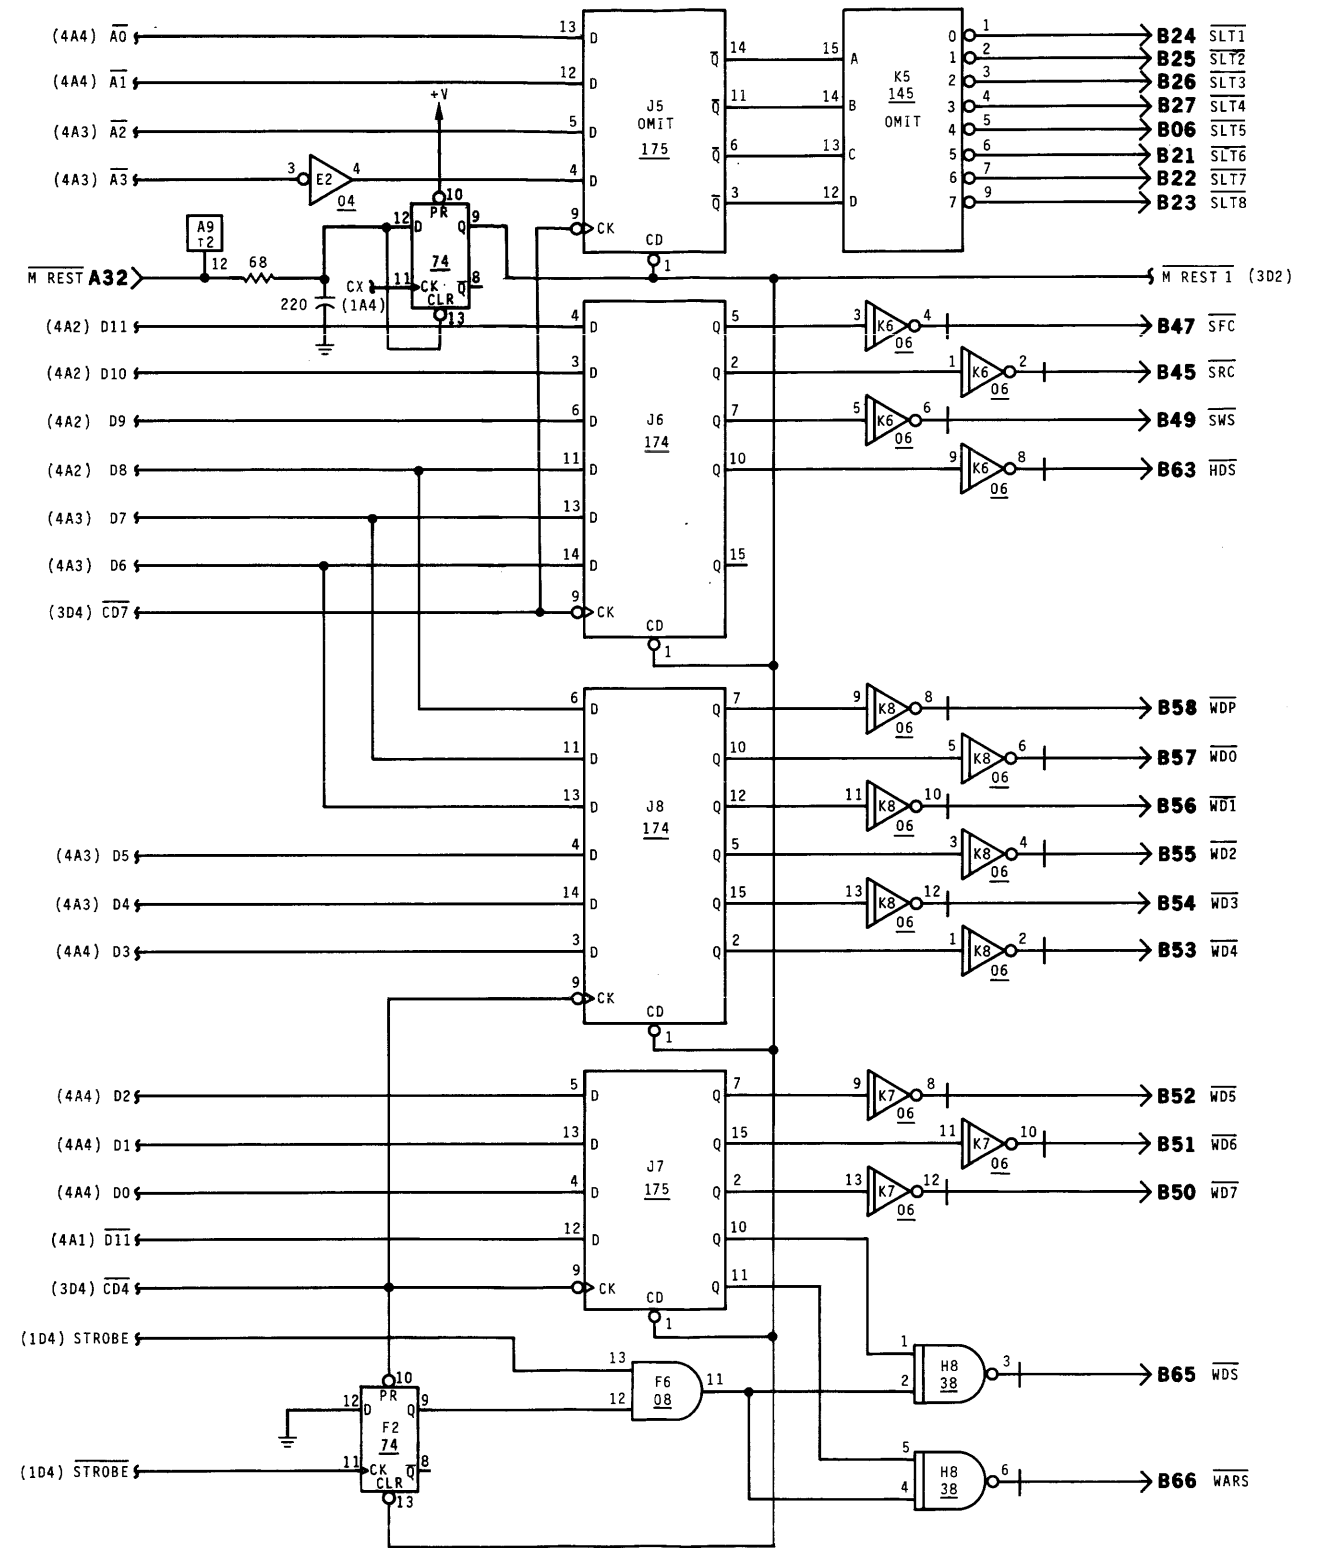 (4A4) A0 13 D
(4A4) A1 12 D
(4A3) A2 5 D
(4A3) A3 3 E2 04 4 4 D
9 CK
J5
OMIT
175
CD
1
Q 14
Q 11
Q 6
Q 3
15 A
14 B
13 C
12 D
K5
145
OMIT
0 1 B24 SLT1
1 2 B25 SLT2
2 3 B26 SLT3
3 4 B27 SLT4
4 5 B06 SLT5
5 6 B21 SLT6
6 7 B22 SLT7
7 9 B23 SLT8
+V
10
PR
12 D Q 9
74
11 CK Q 8
CLR
13
A9
T2
12
68
M REST A32
220
CX
(1A4)
M REST 1 (3D2)
(4A2) D11 4 D
(4A2) D10 3 D
(4A2) D9 6 D
(4A2) D8 11 D
(4A3) D7 13 D
(4A3) D6 14 D
(3D4) CD7 9 CK
J6
174
CD
1
Q 5 3 K6 06 4 B47 SFC
Q 2 1 K6 06 2 B45 SRC
Q 7 5 K6 06 6 B49 SWS
Q 10 9 K6 06 8 B63 HDS
Q 15
6 D
11 D
13 D
(4A3) D5 4 D
(4A3) D4 14 D
(4A4) D3 3 D
9 CK
J8
174
CD
1
Q 7 9 K8 06 8 B58 WDP
Q 10 5 K8 06 6 B57 WD0
Q 12 11 K8 06 10 B56 WD1
Q 5 3 K8 06 4 B55 WD2
Q 15 13 K8 06 12 B54 WD3
Q 2 1 K8 06 2 B53 WD4
(4A4) D2 5 D
(4A4) D1 13 D
(4A4) D0 4 D
(4A1) D11 12 D
(3D4) CD4 9 CK
J7
175
CD
1
Q 7 9 K7 06 8 B52 WD5
Q 15 11 K7 06 10 B51 WD6
Q 2 13 K7 06 12 B50 WD7
Q 10
Q 11
(1D4) STROBE
13
12
F6
08
11
1
2
H8
38
3 B65 WDS
10
PR
12 D Q 9
F2
74
(1D4) STROBE 11 CK Q 8
CLR
13
5
4
H8
38
6 B66 WARS